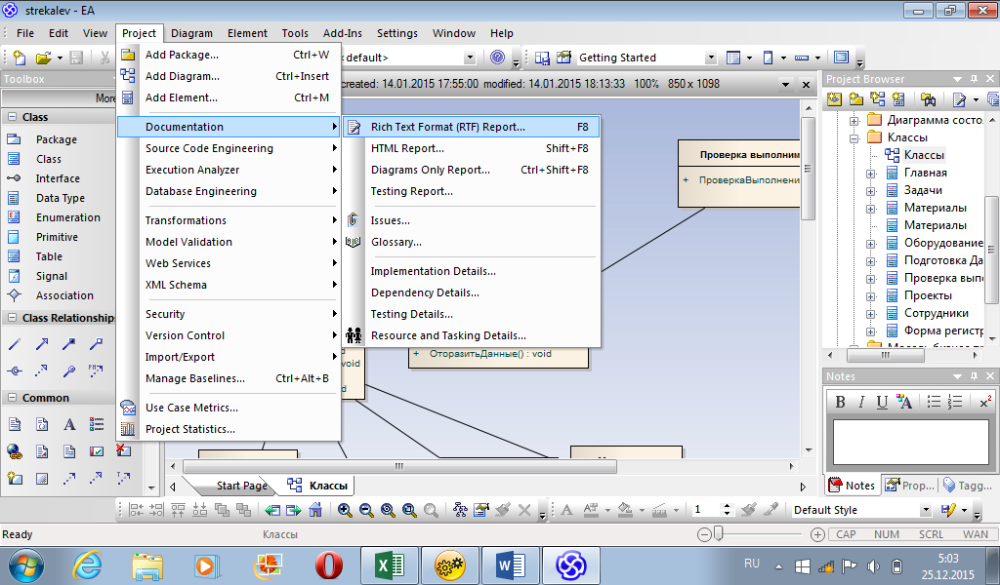 strekalev - EA
File Edit View Project Diagram Element Tools Add-Ins Settings Window Help
default> Getting Started
Toolbox
More
Class
Package
Class
Interface
Data Type
Enumeration
Primitive
Table
Signal
Association
Class Relationship
Common
Add Package... Ctrl+W
Add Diagram... Ctrl+Insert
Add Element... Ctrl+M
Documentation
Source Code Engineering
Execution Analyzer
Database Engineering
Transformations
Model Validation
Web Services
XML Schema
Security
Version Control
Import/Export
Manage Baselines... Ctrl+Alt+B
Use Case Metrics...
Project Statistics...
Rich Text Format (RTF) Report... F8
HTML Report... Shift+F8
Diagrams Only Report... Ctrl+Shift+F8
Testing Report...
Issues...
Glossary...
Implementation Details...
Dependency Details...
Testing Details...
Resource and Tasking Details...
created: 14.01.2015 17:55:00 modified: 14.01.2015 18:13:33 100% 850 x 1098
Проверка выполним
+ ПроверкаВыполнени
+ ОторазитьДанные() : void
void
d
Start Page Классы
Project Browser
Диаграмма состо
Классы
Классы
Главная
Задачи
Материалы
Материалы
Оборудование
Подготовка Да
Проверка выпо
Проекты
Сотрудники
Форма регистр
Notes
B I U A x²
Notes Prop... Tagg...
1 Default Style
Ready Классы CAP NUM SCRL WAN
RU 5:03
25.12.2015